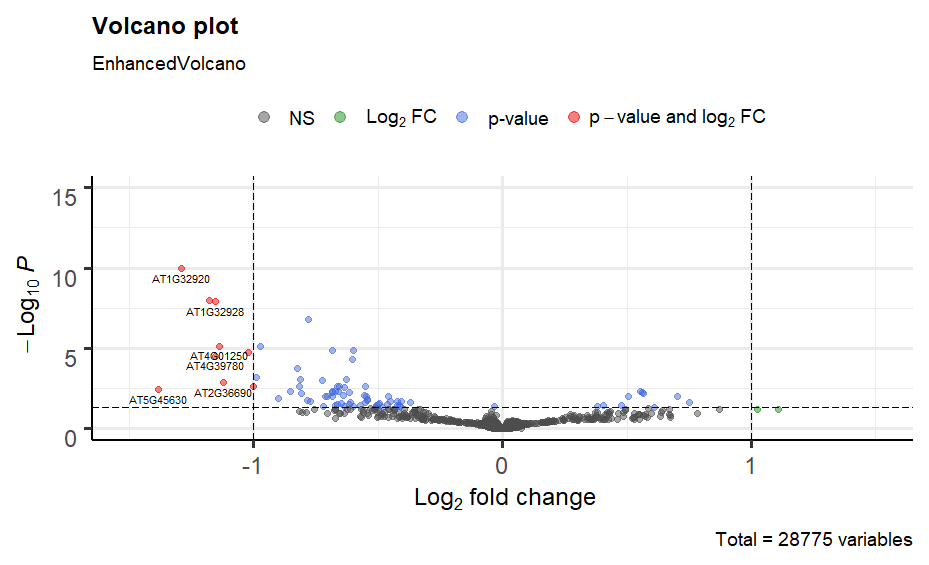 Volcano plot
EnhancedVolcano
NS Log₂ FC p-value p − value and log₂ FC
15
10
5
0
−Log₁₀ P
AT1G32920
AT1G32928
AT4G01250
AT4G39780
AT2G36690
AT5G45630
-1 0 1
Log₂ fold change
Total = 28775 variables